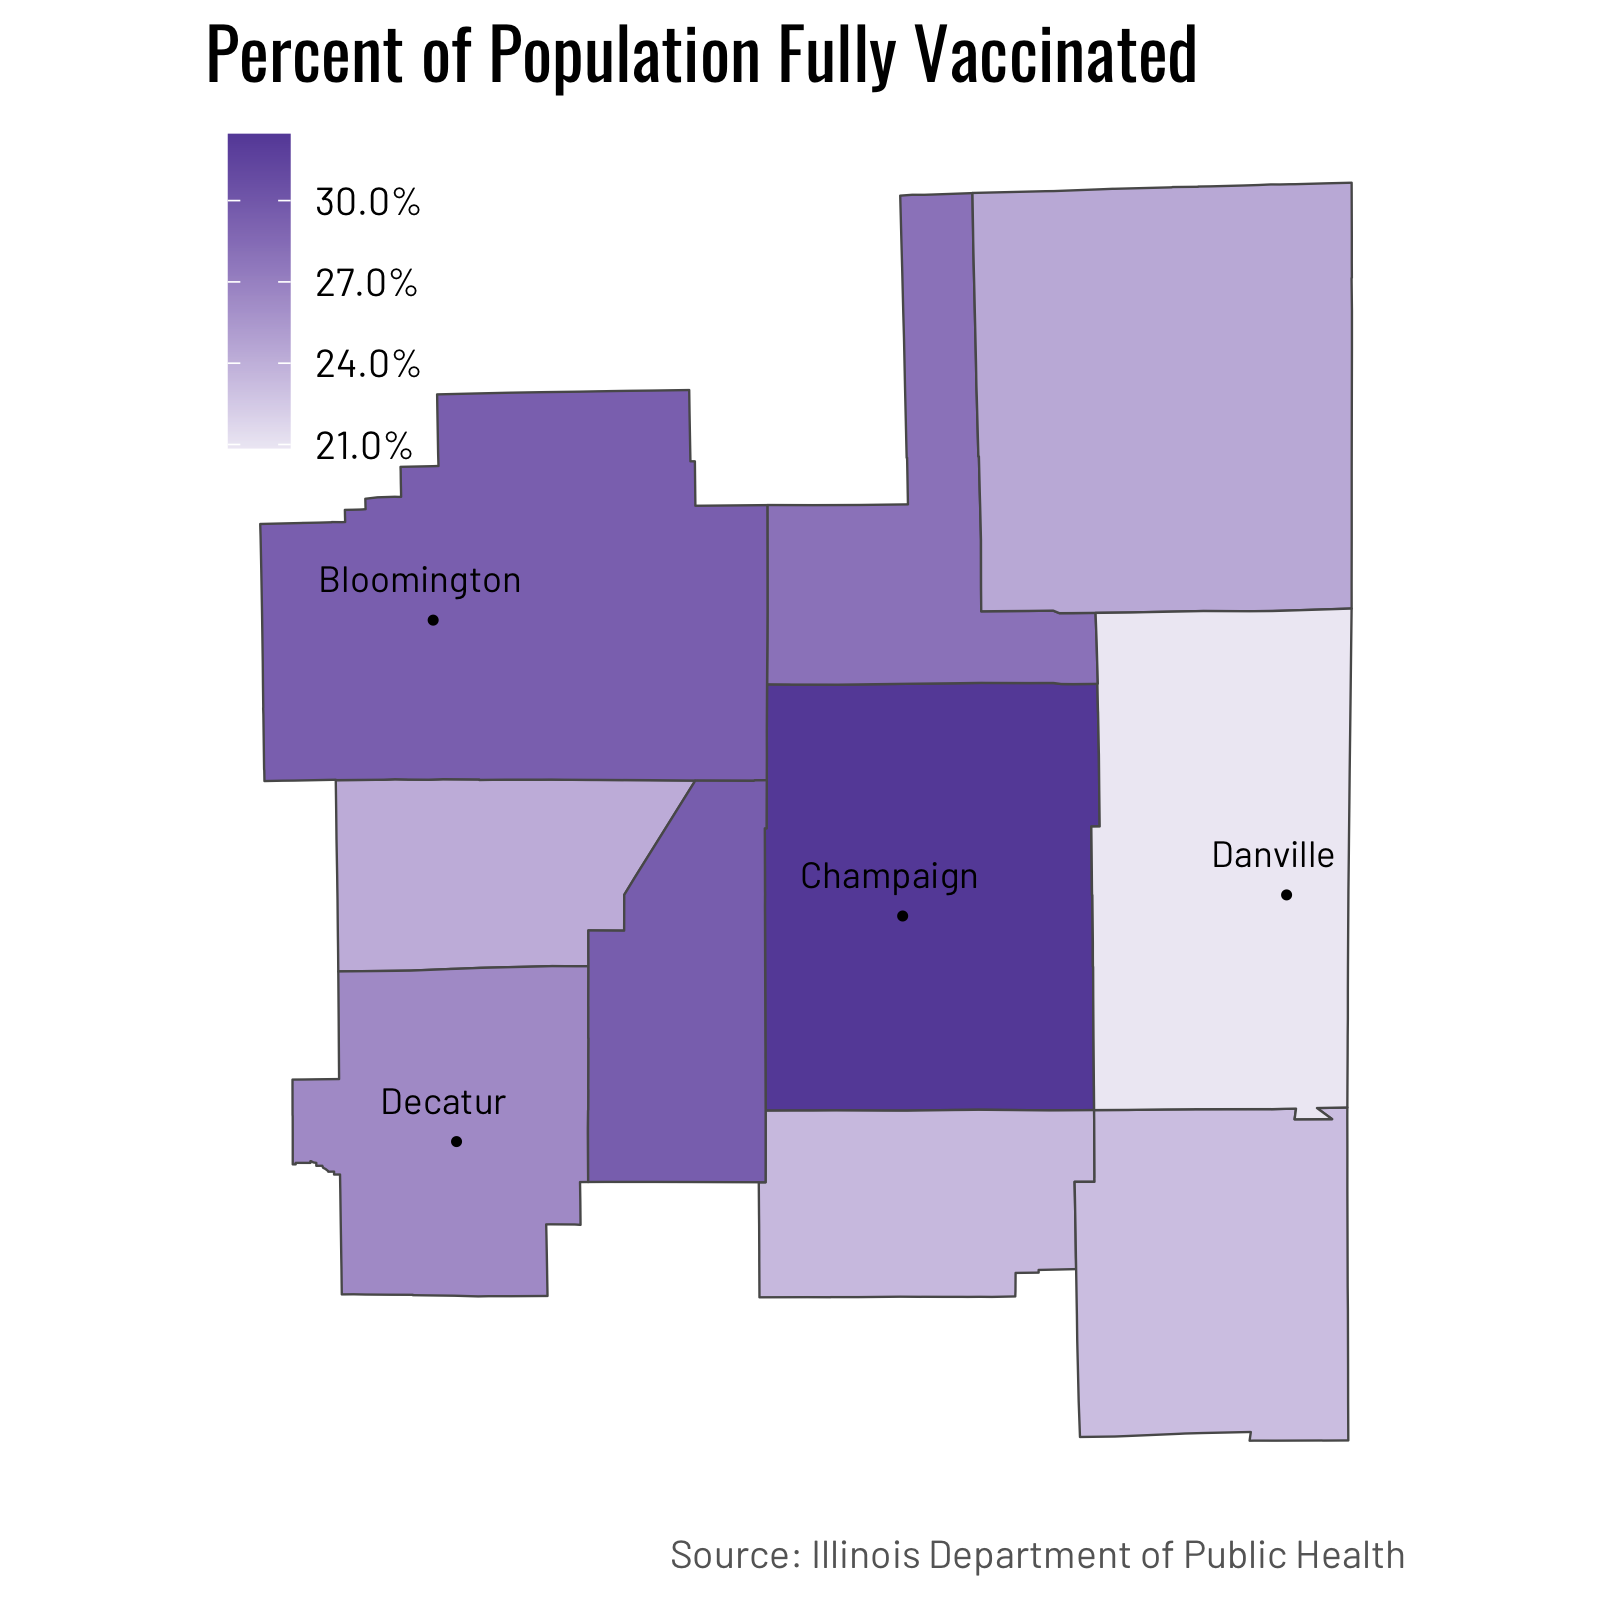 Percent of Population Fully Vaccinated
30.0%
27.0%
24.0%
21.0%
Bloomington
Danville
Champaign
Decatur
Source: Illinois Department of Public Health